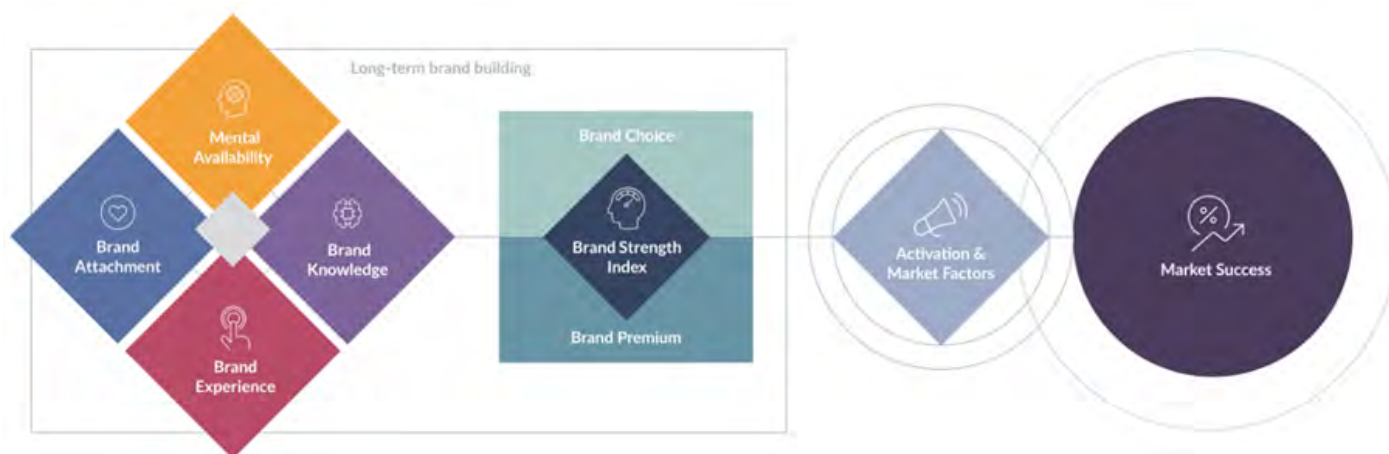 Long-term brand building
Mental
Availability
Brand
Attachment
Brand
Knowledge
Brand
Experience
Brand Choice
Brand Strength
Index
Brand Premium
Activation &
Market Factors
%
Market Success